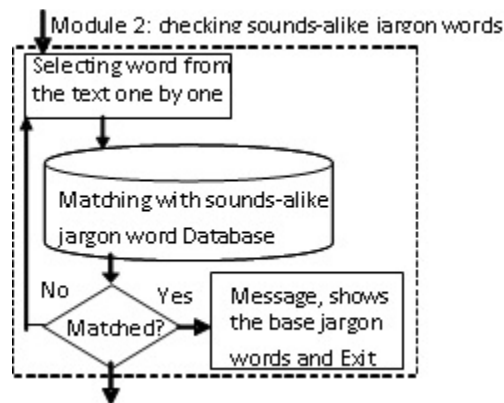 Module 2: checking sounds-alike jargon words
Selecting word from
the text one by one
Matching with sounds-alike
jargon word Database
No
Yes
Matched?
Message, shows
the base jargon
words and Exit